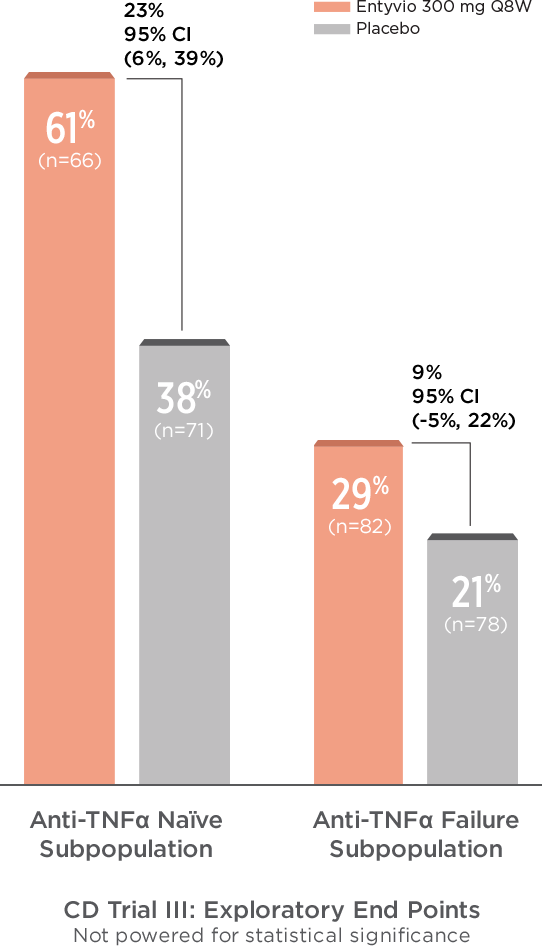 23%
95% CI
(6%, 39%)
Entyvio 300 mg Q8W
Placebo
61%
(n=66)
38%
(n=71)
9%
95% CI
(-5%, 22%)
29%
(n=82)
21%
(n=78)
Anti-TNFα Naïve
Subpopulation
Anti-TNFα Failure
Subpopulation
CD Trial III: Exploratory End Points
Not powered for statistical significance